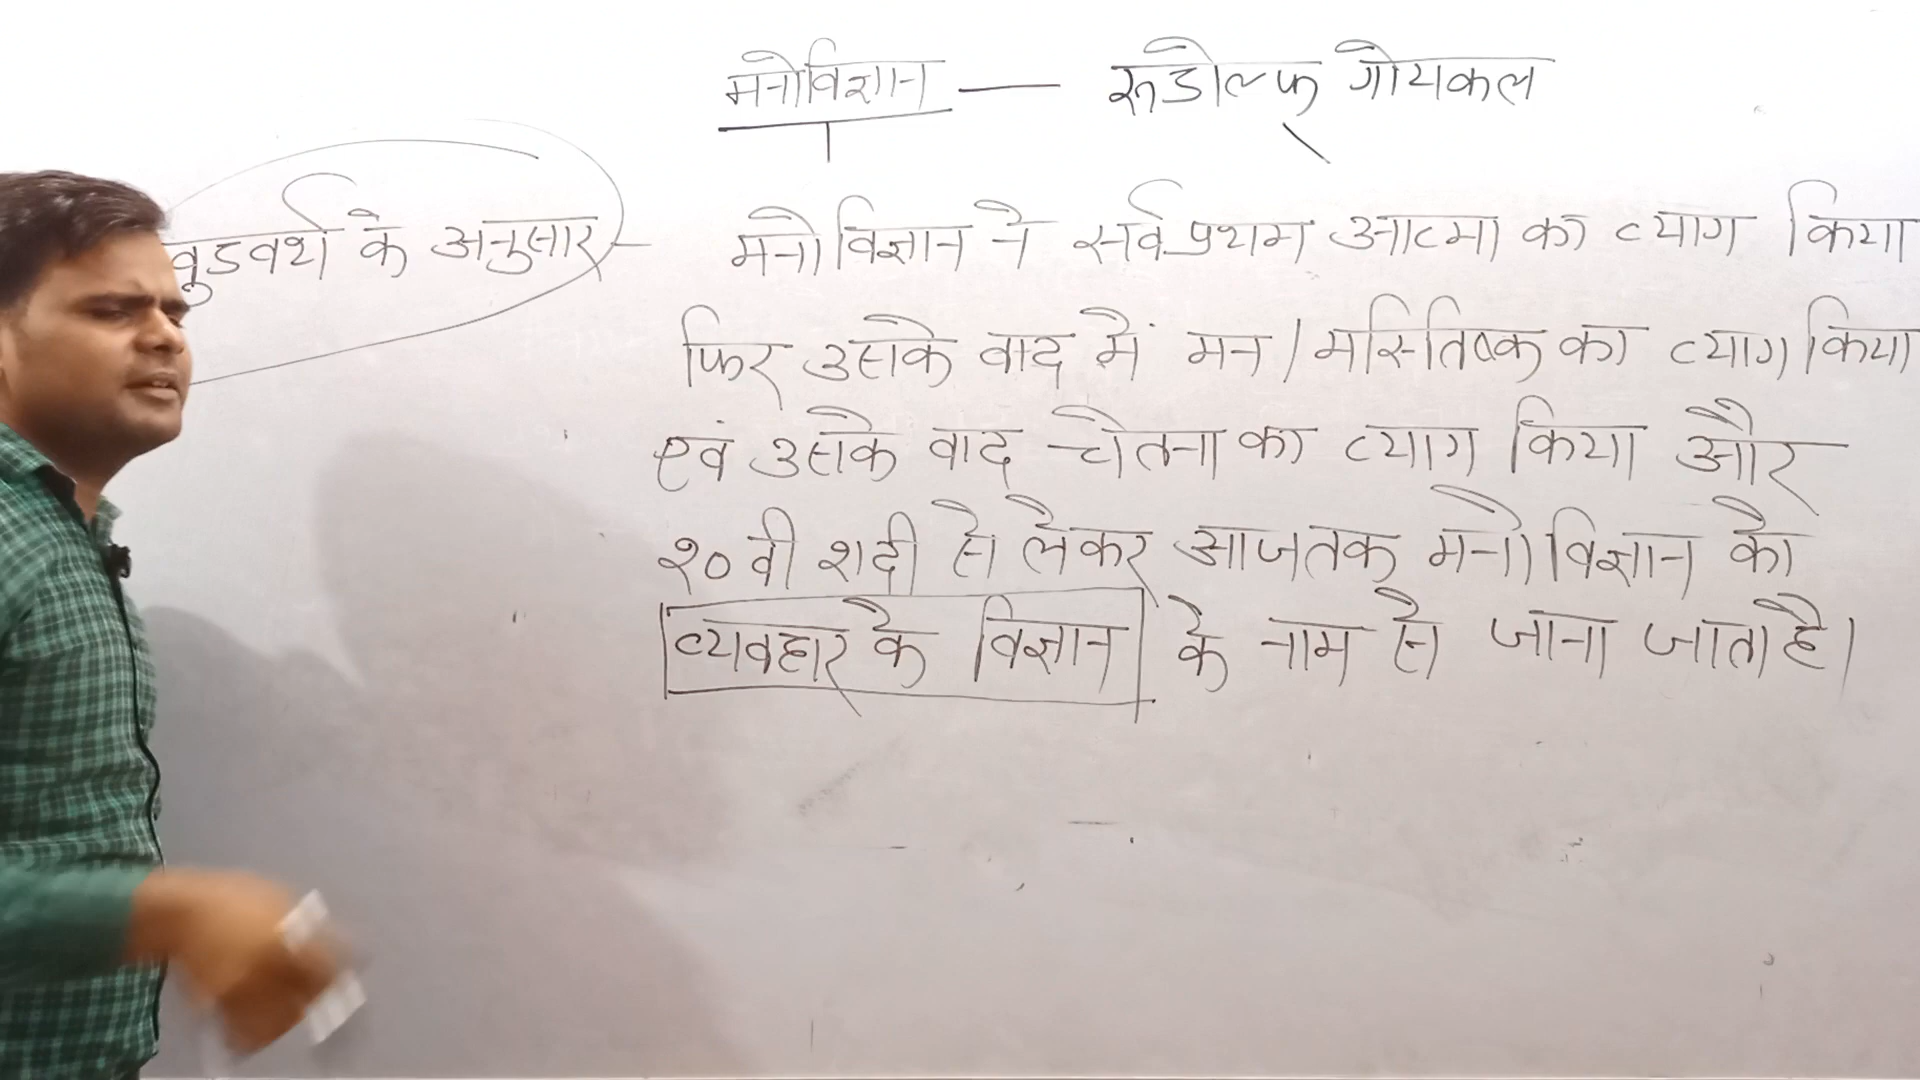 मनोविज्ञान — रूडोल्फ गोयकल
वुडवर्थ के अनुसार - मनोविज्ञान ने सर्वप्रथम आत्मा का त्याग किया
फिर उसके बाद में मन / मस्तिष्क का त्याग किया
एवं उसके बाद चेतना का त्याग किया और
२०वी शदी से लेकर आजतक मनोविज्ञान को
व्यवहार के विज्ञान के नाम से जाना जाता है।